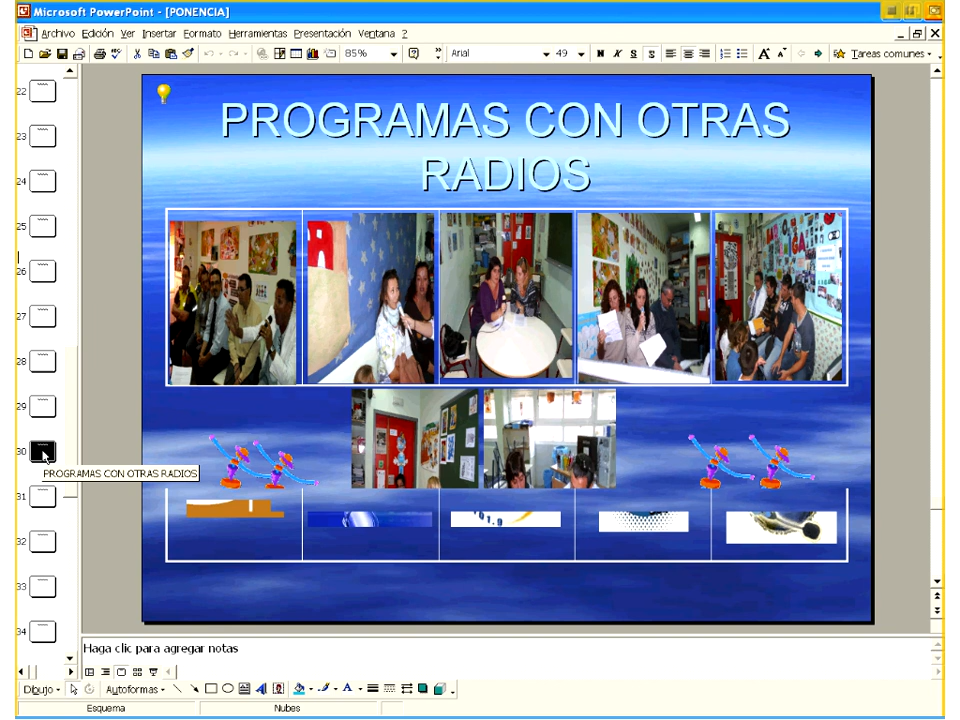 Microsoft PowerPoint - [PONENCIA]
Archivo Edición Ver Insertar Formato Herramientas Presentación Ventana ?
85% Arial 49 N K S S Tareas comunes
22
23
24
25
26
27
28
29
30
31
32
33
34
PROGRAMAS CON OTRAS
RADIOS
PROGRAMAS CON OTRAS RADIOS
101.9
Haga clic para agregar notas
Dibujo Autoformas
Esquema Nubes